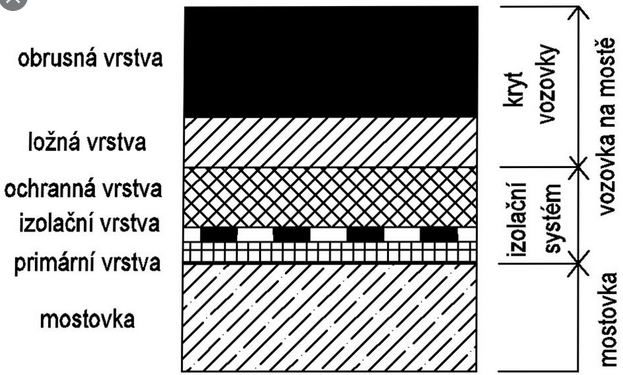 obrusná vrstva
ložná vrstva
ochranná vrstva
izolační vrstva
primární vrstva
mostovka
kryt
vozovky
izolační
systém
vozovka na mostě
mostovka